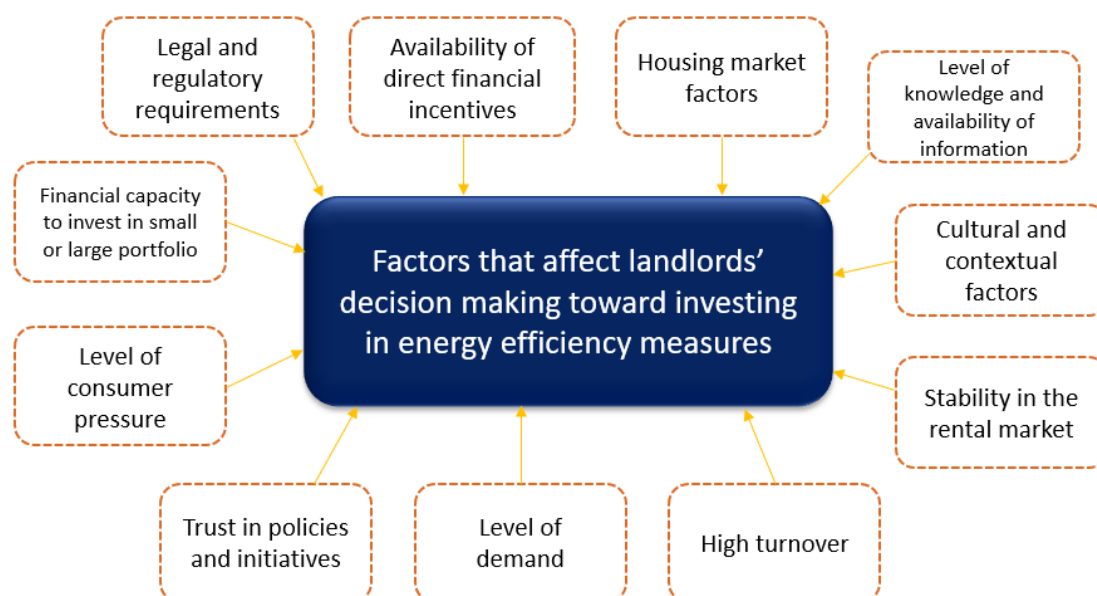 Legal and
regulatory
requirements
Availability of
direct financial
incentives
Housing market
factors
Level of
knowledge and
availability of
information
Financial capacity
to invest in small
or large portfolio
Factors that affect landlords’
decision making toward investing
in energy efficiency measures
Cultural and
contextual
factors
Level of
consumer
pressure
Stability in the
rental market
Trust in policies
and initiatives
Level of
demand
High turnover